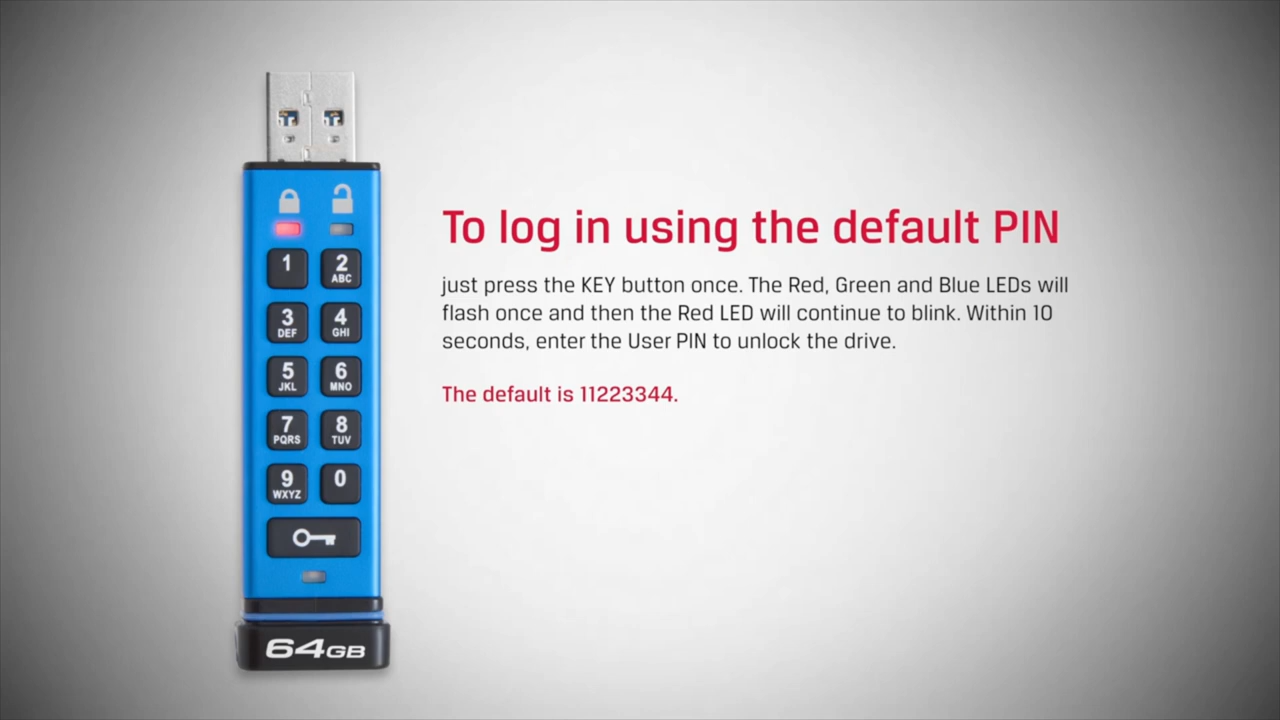 1
2
ABC
3
DEF
4
GHI
5
JKL
6
MNO
7
PQRS
8
TUV
9
WXYZ
0
64GB
To log in using the default PIN
just press the KEY button once. The Red, Green and Blue LEDs will
flash once and then the Red LED will continue to blink. Within 10
seconds, enter the User PIN to unlock the drive.
The default is 11223344.